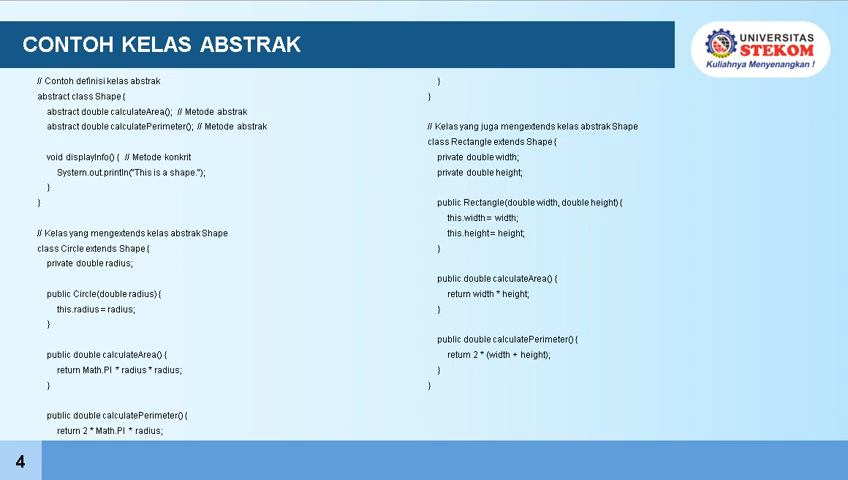 CONTOH KELAS ABSTRAK
UNIVERSITAS
STEKOM
Kuliahnya Menyenangkan !
// Contoh definisi kelas abstrak
abstract class Shape {
abstract double calculateArea(); // Metode abstrak
abstract double calculatePerimeter(); // Metode abstrak
void displayInfo() { // Metode konkrit
System.out.println("This is a shape.");
}
}
// Kelas yang mengextends kelas abstrak Shape
class Circle extends Shape {
private double radius;
public Circle(double radius) {
this.radius = radius;
}
public double calculateArea() {
return Math.PI * radius * radius;
}
public double calculatePerimeter() {
return 2 * Math.PI * radius;
}
}
// Kelas yang juga mengextends kelas abstrak Shape
class Rectangle extends Shape {
private double width;
private double height;
public Rectangle(double width, double height) {
this.width = width;
this.height = height;
}
public double calculateArea() {
return width * height;
}
public double calculatePerimeter() {
return 2 * (width + height);
}
}
4